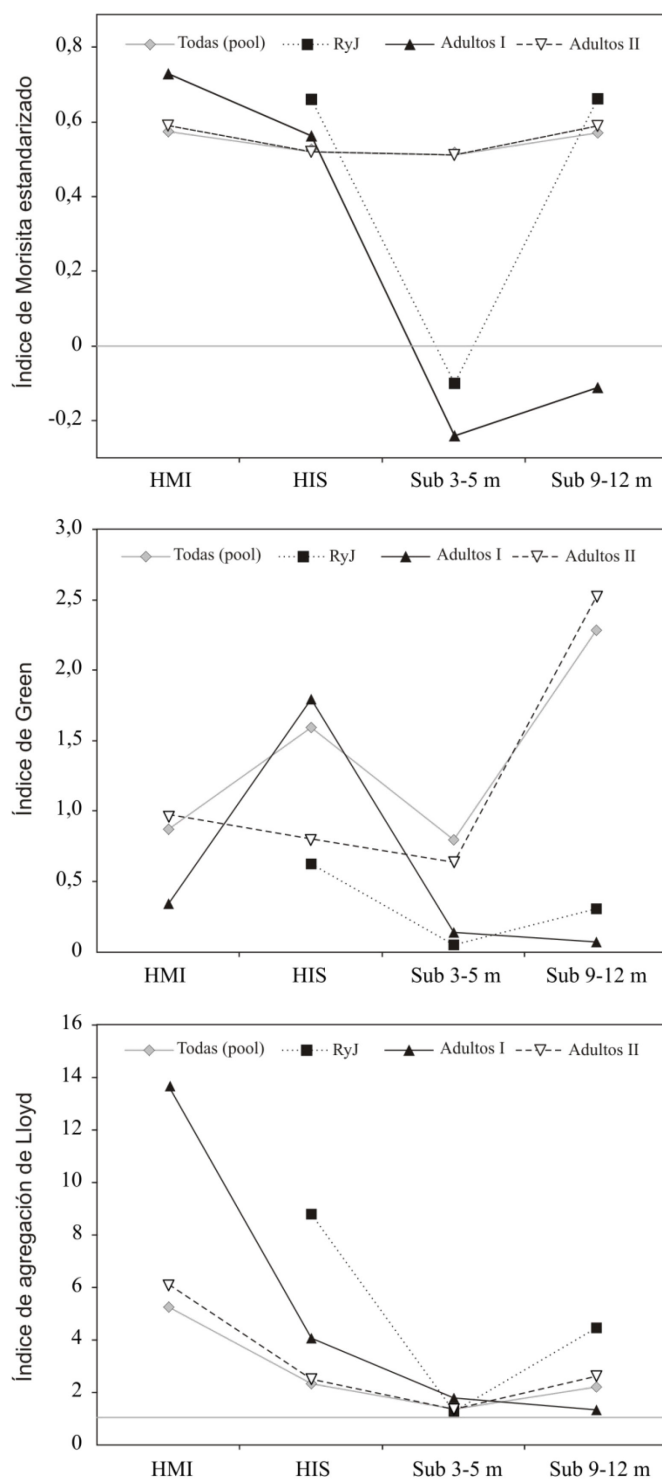 Índice de Morisita estandarizado
Todas (pool) RyJ Adultos I Adultos II
0,8
0,6
0,4
0,2
0
-0,2
HMI HIS Sub 3-5 m Sub 9-12 m
Índice de Green
Todas (pool) RyJ Adultos I Adultos II
3,0
2,5
2,0
1,5
1,0
0,5
0
HMI HIS Sub 3-5 m Sub 9-12 m
Índice de agregación de Lloyd
Todas (pool) RyJ Adultos I Adultos II
16
14
12
10
8
6
4
2
0
HMI HIS Sub 3-5 m Sub 9-12 m